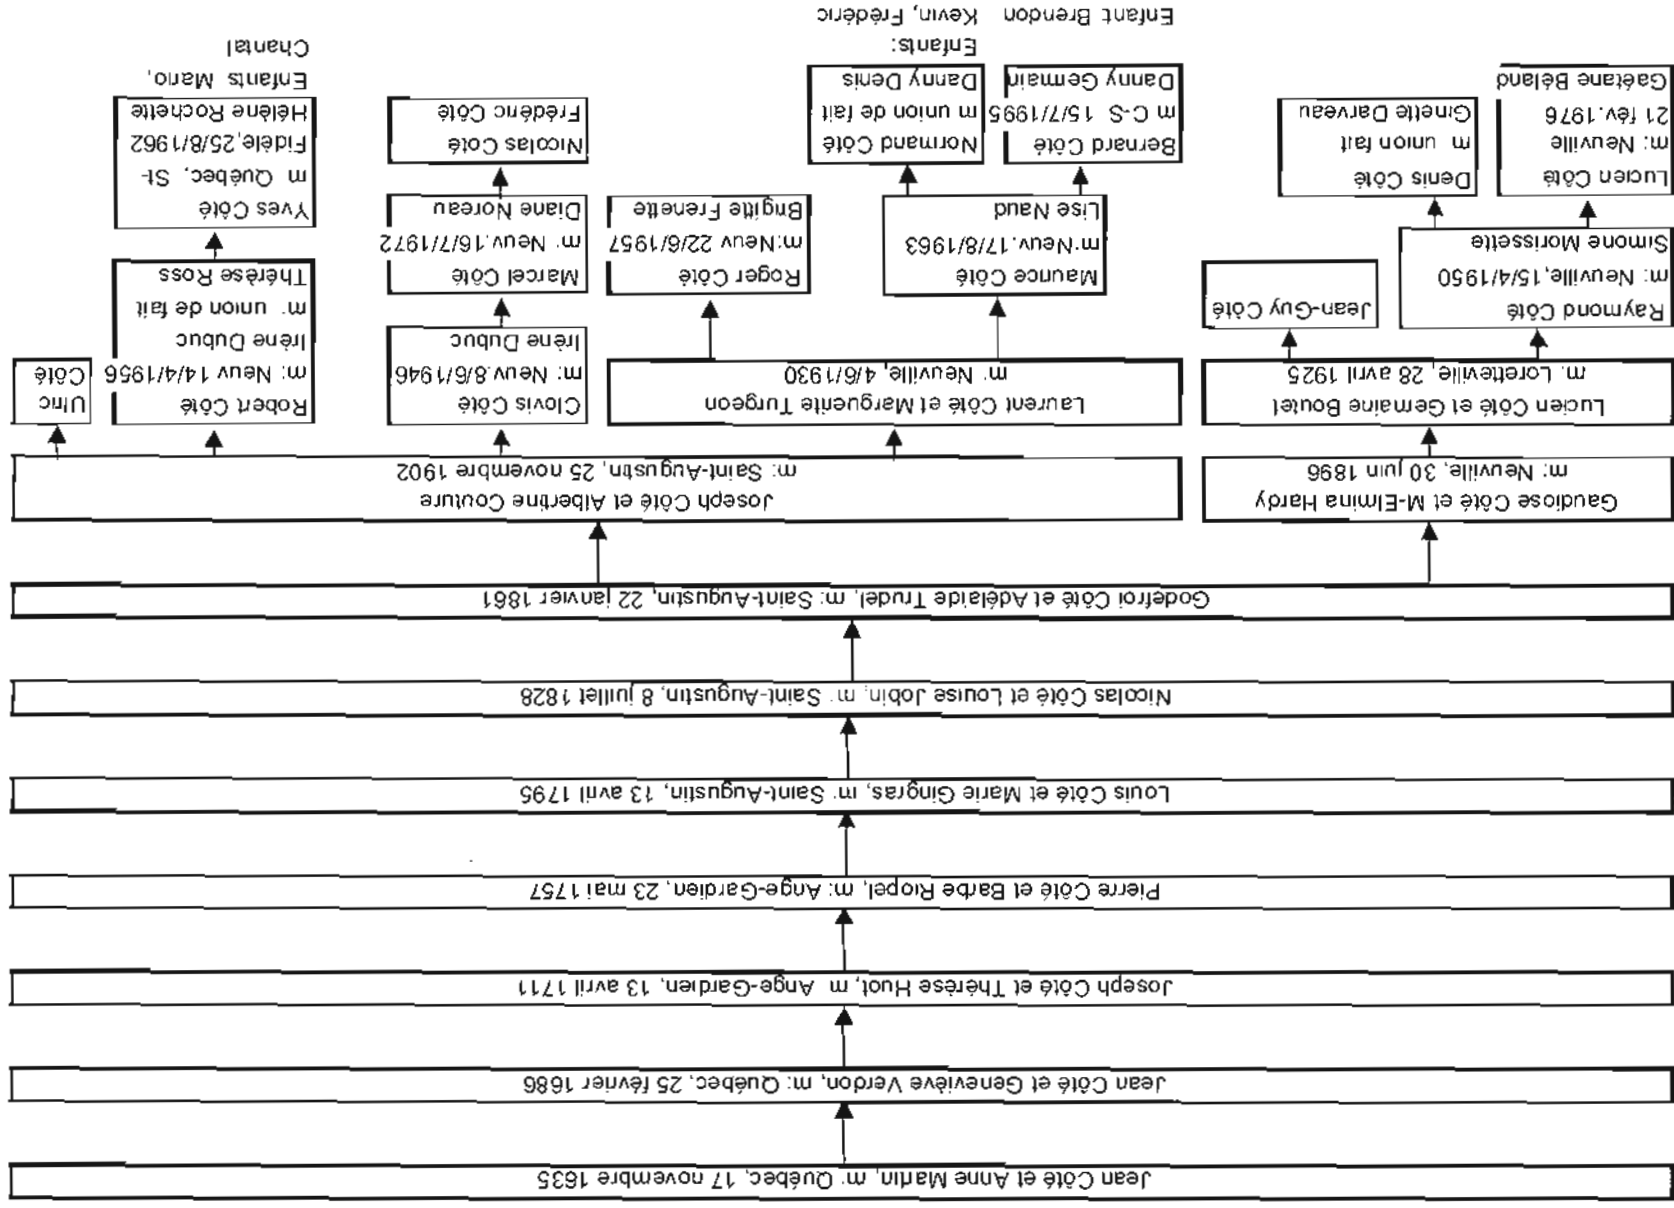 Jean Côté et Anne Martin, m: Québec, 17 novembre 1635
Jean Côté et Geneviève Verdon, m: Québec, 25 février 1686
Joseph Côté et Thérèse Huot, m Ange-Gardien, 13 avril 1711
Pierre Côté et Barbe Riopel, m: Ange-Gardien, 23 mai 1757
Louis Côté et Marie Gingras, m: Saint-Augustin, 13 avril 1795
Nicolas Côté et Louise Jobin, m: Saint-Augustin, 8 juillet 1828
Godefroi Côté et Adélaïde Trudel, m: Saint-Augustin, 22 janvier 1861
Gaudiose Côté et M-Elmina Hardy
m: Neuville, 30 juin 1896
Joseph Côté et Albertine Couture
m: Saint-Augustin, 25 novembre 1902
Lucien Côté et Germaine Boutet
m. Loretteville, 28 avril 1925
Laurent Côté et Marguerite Turgeon
m: Neuville, 4/6/1930
Clovis Côté
m: Neuv.8/6/1946
Irène Dubuc
Robert Côté
m: Neuv 14/4/1956
Irène Dubuc
m: union de fait
Thérèse Ross
Ulric
Côté
Raymond Côté
m: Neuville,15/4/1950
Simone Morissette
Jean-Guy Côté
Maurice Côté
m:Neuv.17/8/1963
Lise Naud
Roger Côté
m:Neuv 22/6/1957
Brigitte Frenette
Marcel Côté
m: Neuv.16/7/1972
Diane Noreau
Yves Côté
m Québec, St-
Fidèle,25/8/1962
Hélène Rochette
Enfants Mario,
Chantal
Lucien Côté
m: Neuville
21 fév.1976
Gaétane Béland
Denis Côté
m union fait
Ginette Darveau
Bernard Côté
m C-S 15/7/1995
Danny Germain
Enfant Brendon
Normand Côté
m union de fait
Danny Denis
Enfants:
Kevin, Frédéric
Nicolas Coté
Frédéric Côté